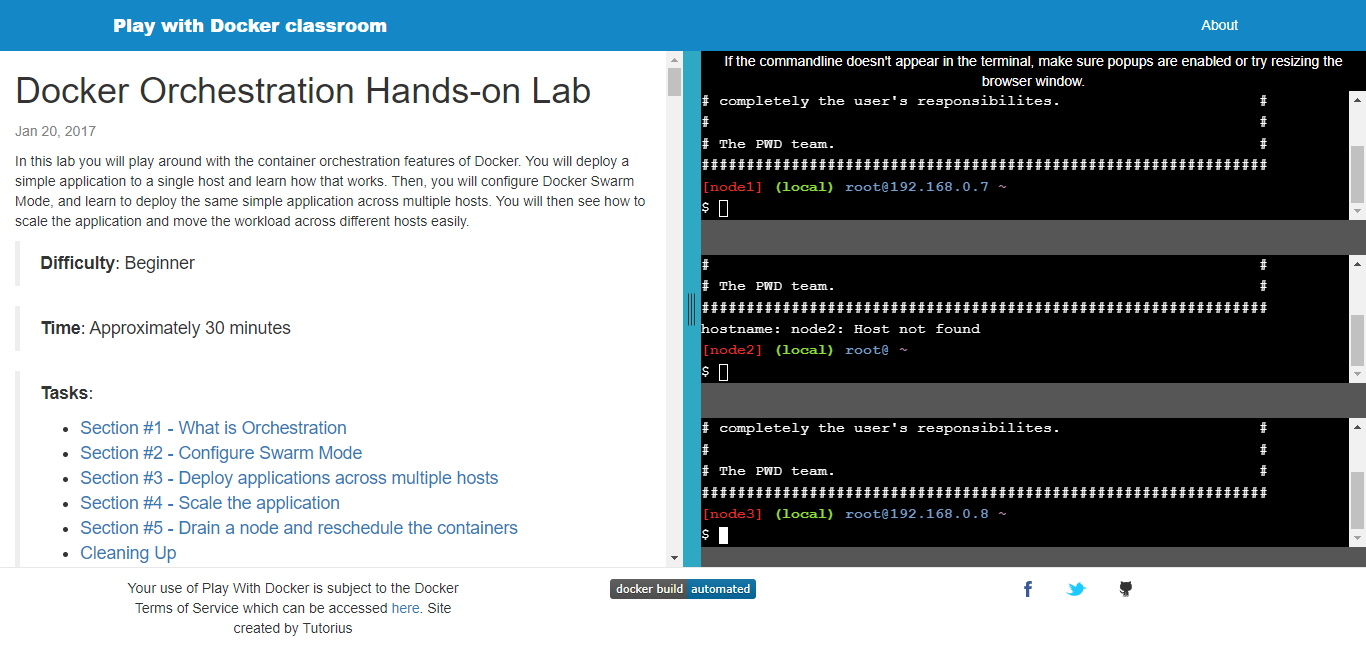 Play with Docker classroom
About
Docker Orchestration Hands-on Lab
Jan 20, 2017
In this lab you will play around with the container orchestration features of Docker. You will deploy a
simple application to a single host and learn how that works. Then, you will configure Docker Swarm
Mode, and learn to deploy the same simple application across multiple hosts. You will then see how to
scale the application and move the workload across different hosts easily.
Difficulty: Beginner
Time: Approximately 30 minutes
Tasks:
• Section #1 - What is Orchestration
• Section #2 - Configure Swarm Mode
• Section #3 - Deploy applications across multiple hosts
• Section #4 - Scale the application
• Section #5 - Drain a node and reschedule the containers
• Cleaning Up
If the commandline doesn't appear in the terminal, make sure popups are enabled or try resizing the
browser window.
# completely the user's responsibilites. #
# #
# The PWD team. #
###############################################################
[node1] (local) root@192.168.0.7 ~
$
# #
# The PWD team. #
###############################################################
hostname: node2: Host not found
[node2] (local) root@ ~
$
# completely the user's responsibilites. #
# #
# The PWD team. #
###############################################################
[node3] (local) root@192.168.0.8 ~
$
Your use of Play With Docker is subject to the Docker
Terms of Service which can be accessed here. Site
created by Tutorius
docker build automated